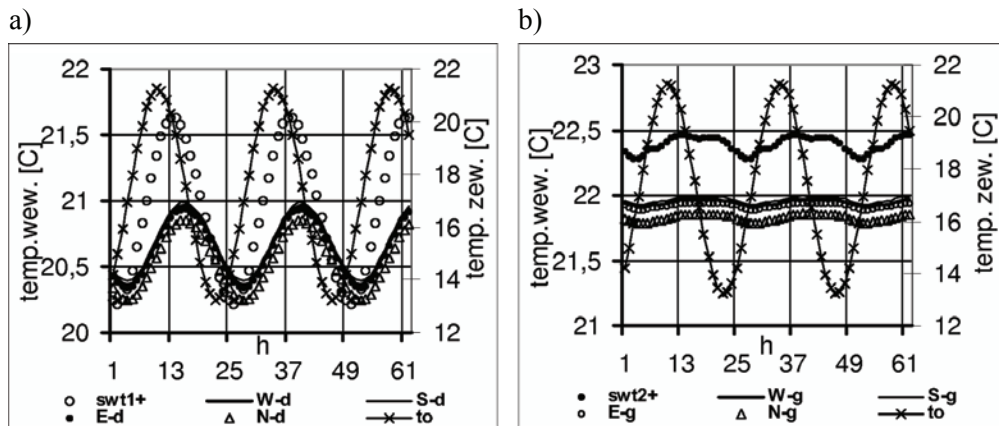 a)
b)
22
21,5
21
20,5
20
temp.wew. [C]
22
20
18
16
14
12
temp. zew. [C]
1 13 25 37 49 61
h
swt1+ W-d S-d
E-d N-d to
23
22,5
22
21,5
21
temp.wew. [C]
22
20
18
16
14
12
temp. zew. [C]
1 13 25 37 49 61
h
swt2+ W-g S-g
E-g N-g to